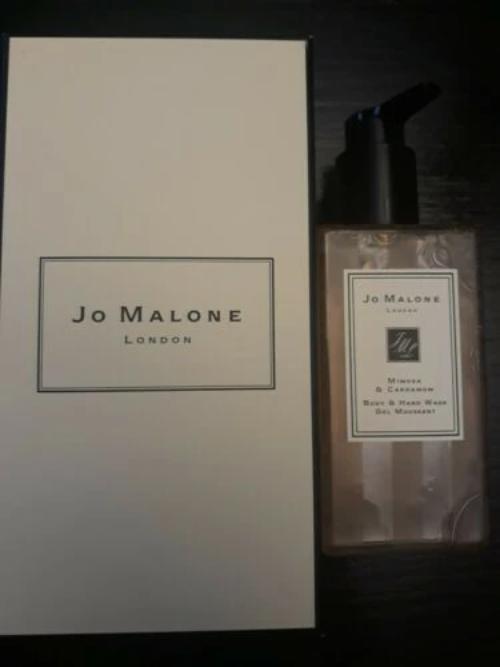 Jo Malone
London
Jo Malone
London
Mimosa
& Cardamom
Body & Hand Wash
Gel Moussant